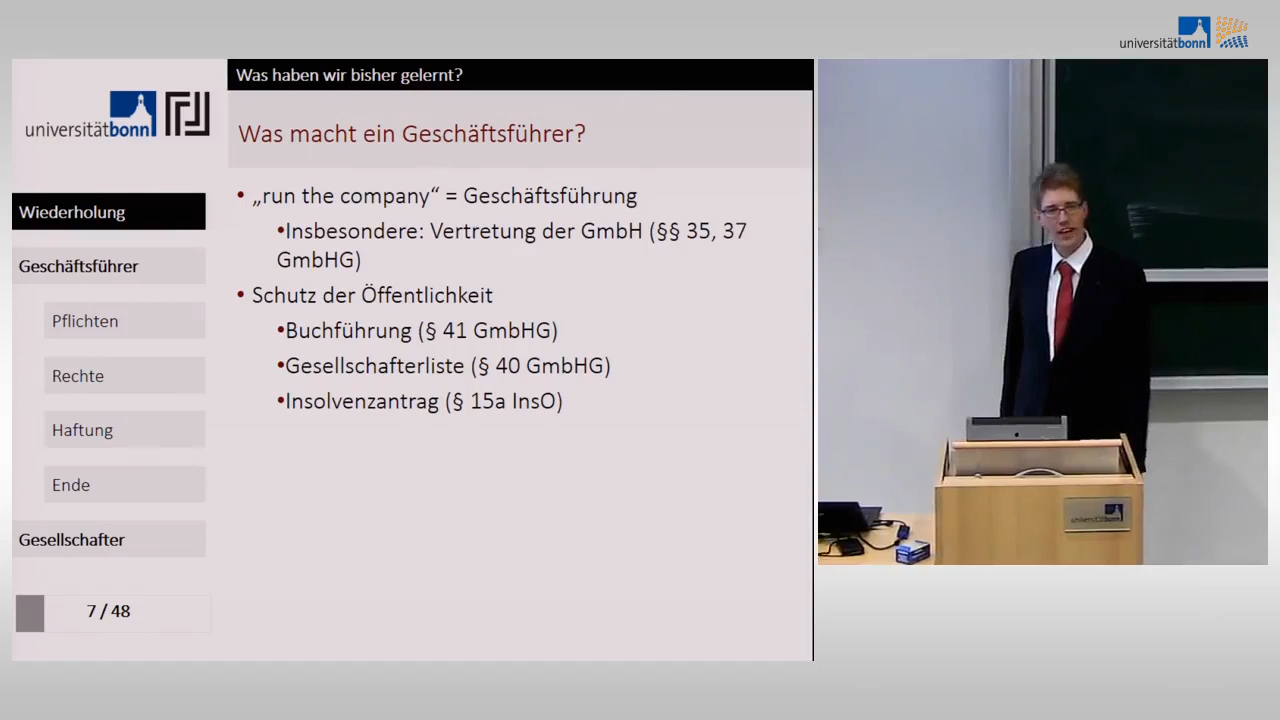 universitätbonn
Was haben wir bisher gelernt?
universitätbonn
Was macht ein Geschäftsführer?
• „run the company“ = Geschäftsführung
•Insbesondere: Vertretung der GmbH (§§ 35, 37
GmbHG)
• Schutz der Öffentlichkeit
•Buchführung (§ 41 GmbHG)
•Gesellschafterliste (§ 40 GmbHG)
•Insolvenzantrag (§ 15a InsO)
Wiederholung
Geschäftsführer
Pflichten
Rechte
Haftung
Ende
Gesellschafter
7 / 48
universitätbonn